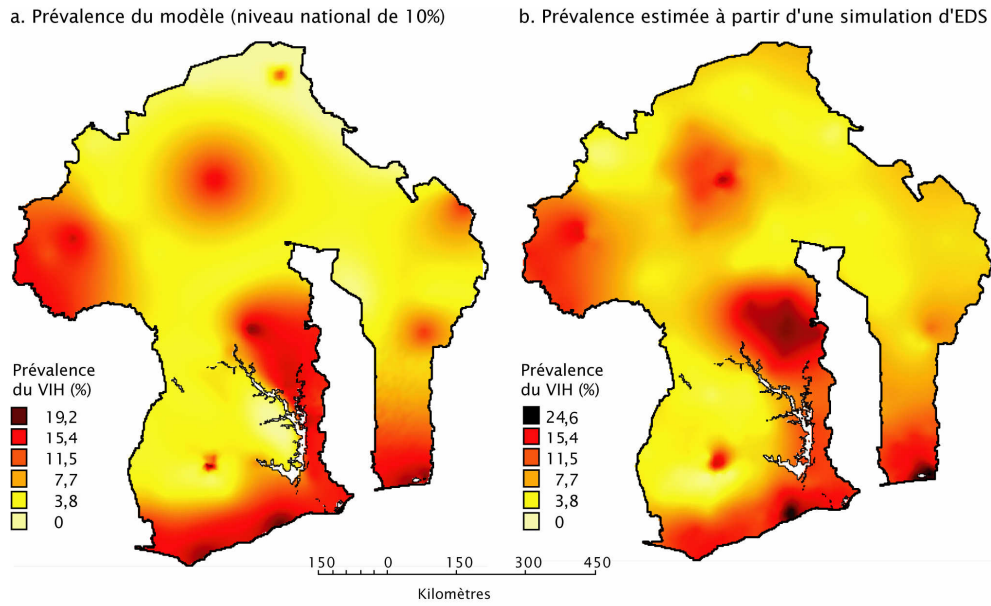 a. Prévalence du modèle (niveau national de 10%)
b. Prévalence estimée à partir d'une simulation d'EDS
Prévalence
du VIH (%)
19,2
15,4
11,5
7,7
3,8
0
Prévalence
du VIH (%)
24,6
15,4
11,5
7,7
3,8
0
150 0 150 300 450
Kilomètres